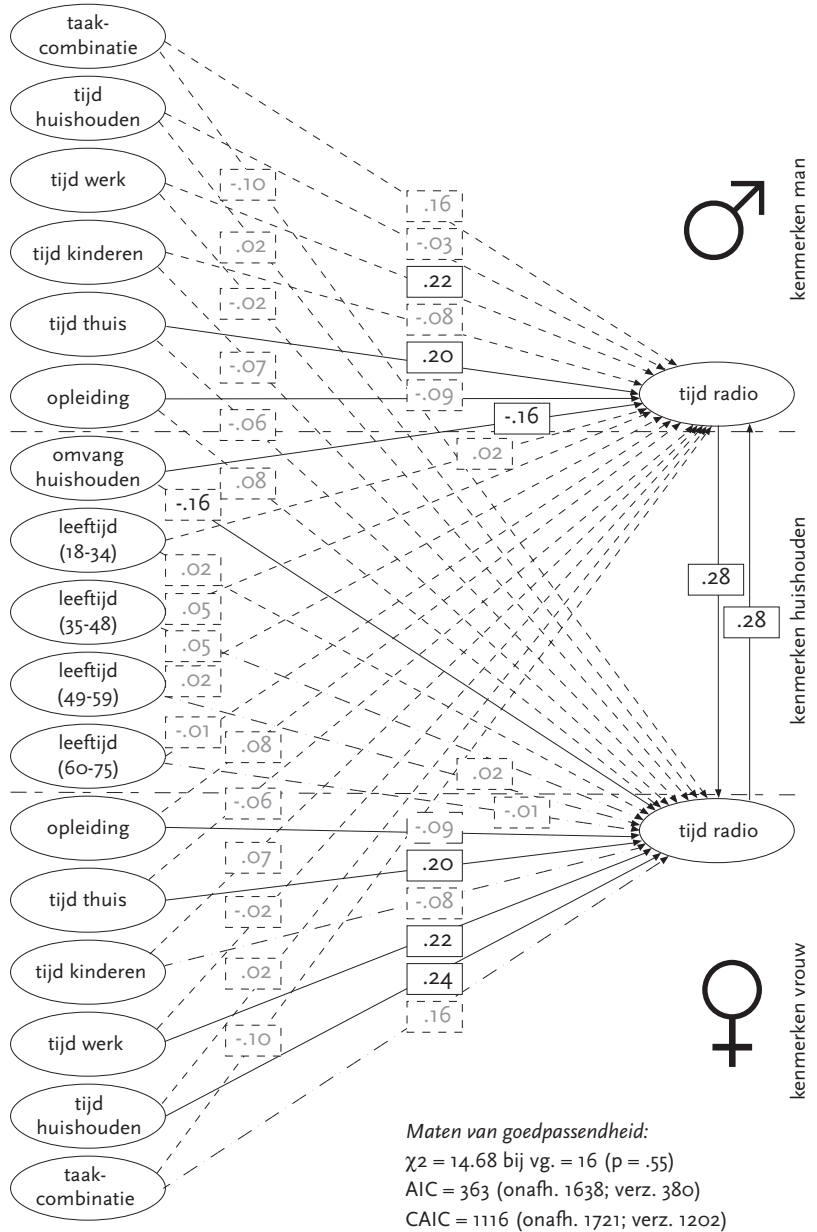 taak-
combinatie
tijd
huishouden
tijd werk
tijd kinderen
tijd thuis
opleiding
omvang
huishouden
leeftijd
(18-34)
leeftijd
(35-48)
leeftijd
(49-59)
leeftijd
(60-75)
opleiding
tijd thuis
tijd kinderen
tijd werk
tijd
huishouden
taak-
combinatie
-.10
.02
-.02
-.07
-.06
.08
-.16
.02
.05
.05
.02
-.01
.08
-.06
.07
-.02
.02
-.10
.16
-.03
.22
-.08
.20
-.09
-.16
.02
.02
-.01
-.09
.20
-.08
.22
.24
.16
tijd radio
.28
.28
tijd radio
kenmerken man
kenmerken huishouden
kenmerken vrouw
Maten van goedpassendheid:
χ2 = 14.68 bij vg. = 16 (p = .55)
AIC = 363 (onafh. 1638; verz. 380)
CAIC = 1116 (onafh. 1721; verz. 1202)